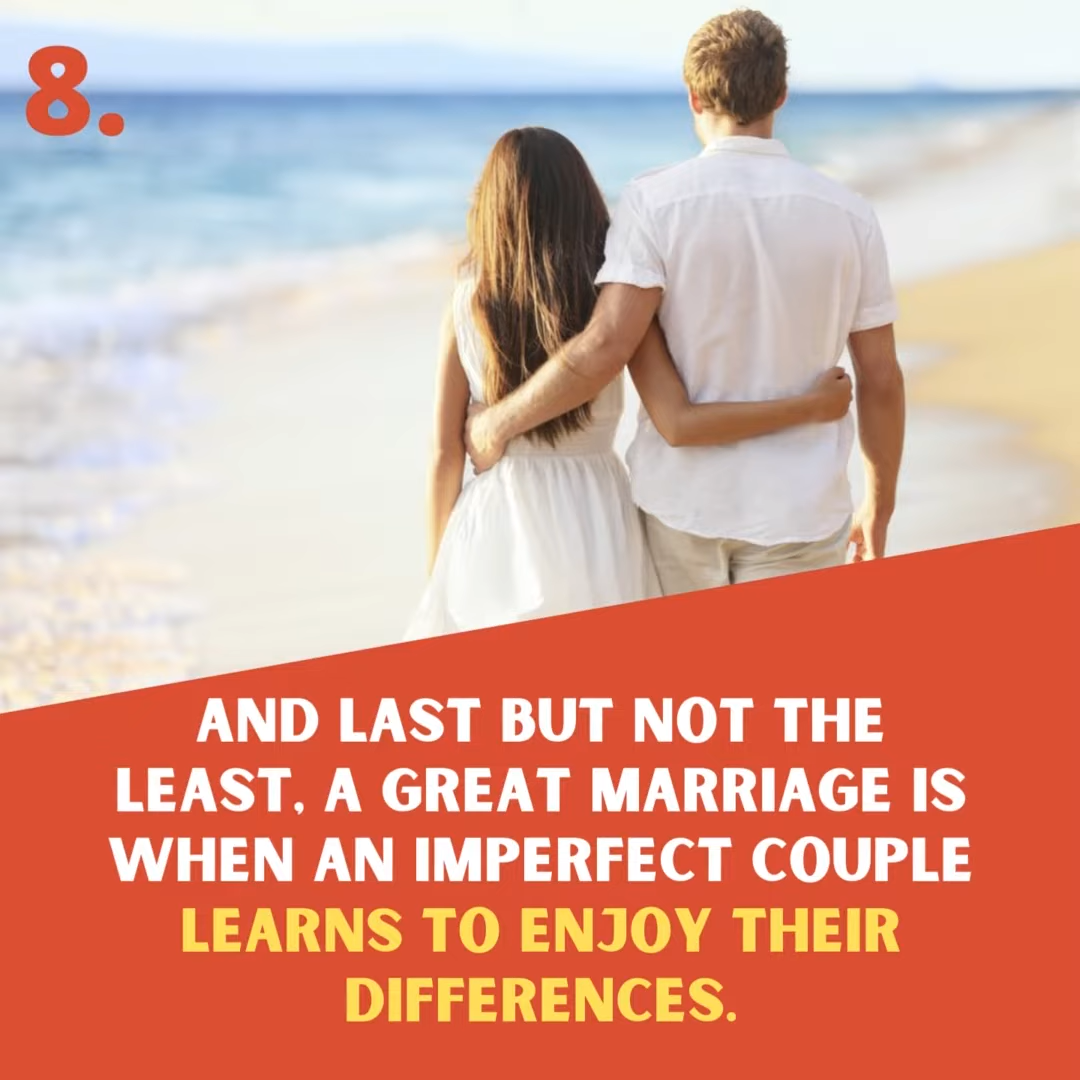 8.
AND LAST BUT NOT THE
LEAST, A GREAT MARRIAGE IS
WHEN AN IMPERFECT COUPLE
LEARNS TO ENJOY THEIR
DIFFERENCES.